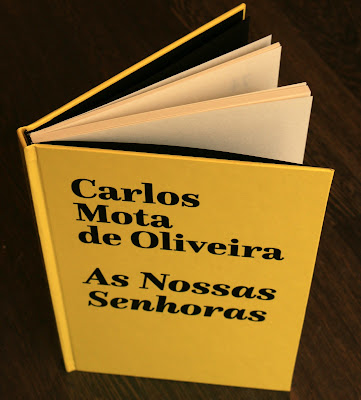 Carlos
Mota
de Oliveira
As Nossas
Senhoras